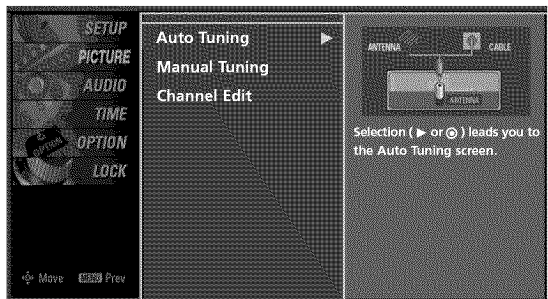 SETUP
PICTURE
AUDIO
TIME
OPTION
LOCK
Move MENU Prev
Auto Tuning ▶
Manual Tuning
Channel Edit
ANTENNA CABLE
ANTENNA
Selection ( ▶ or ◉ ) leads you to
the Auto Tuning screen.